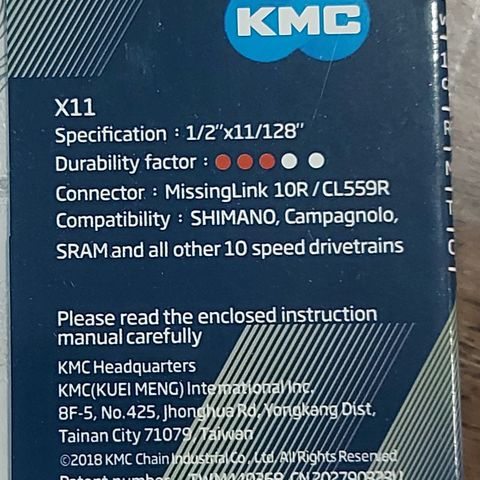 KMC
X11
Specification : 1/2"x11/128"
Durability factor :
Connector : MissingLink 10R / CL559R
Compatibility : SHIMANO, Campagnolo,
SRAM and all other 10 speed drivetrains
Please read the enclosed instruction
manual carefully
KMC Headquarters
KMC(KUEI MENG) International Inc.
8F-5, No.425, Jhonghua Rd, Yongkang Dist,
Tainan City 71079, Taiwan
©2018 KMC Chain Industrial Co., Ltd. All Rights Reserved